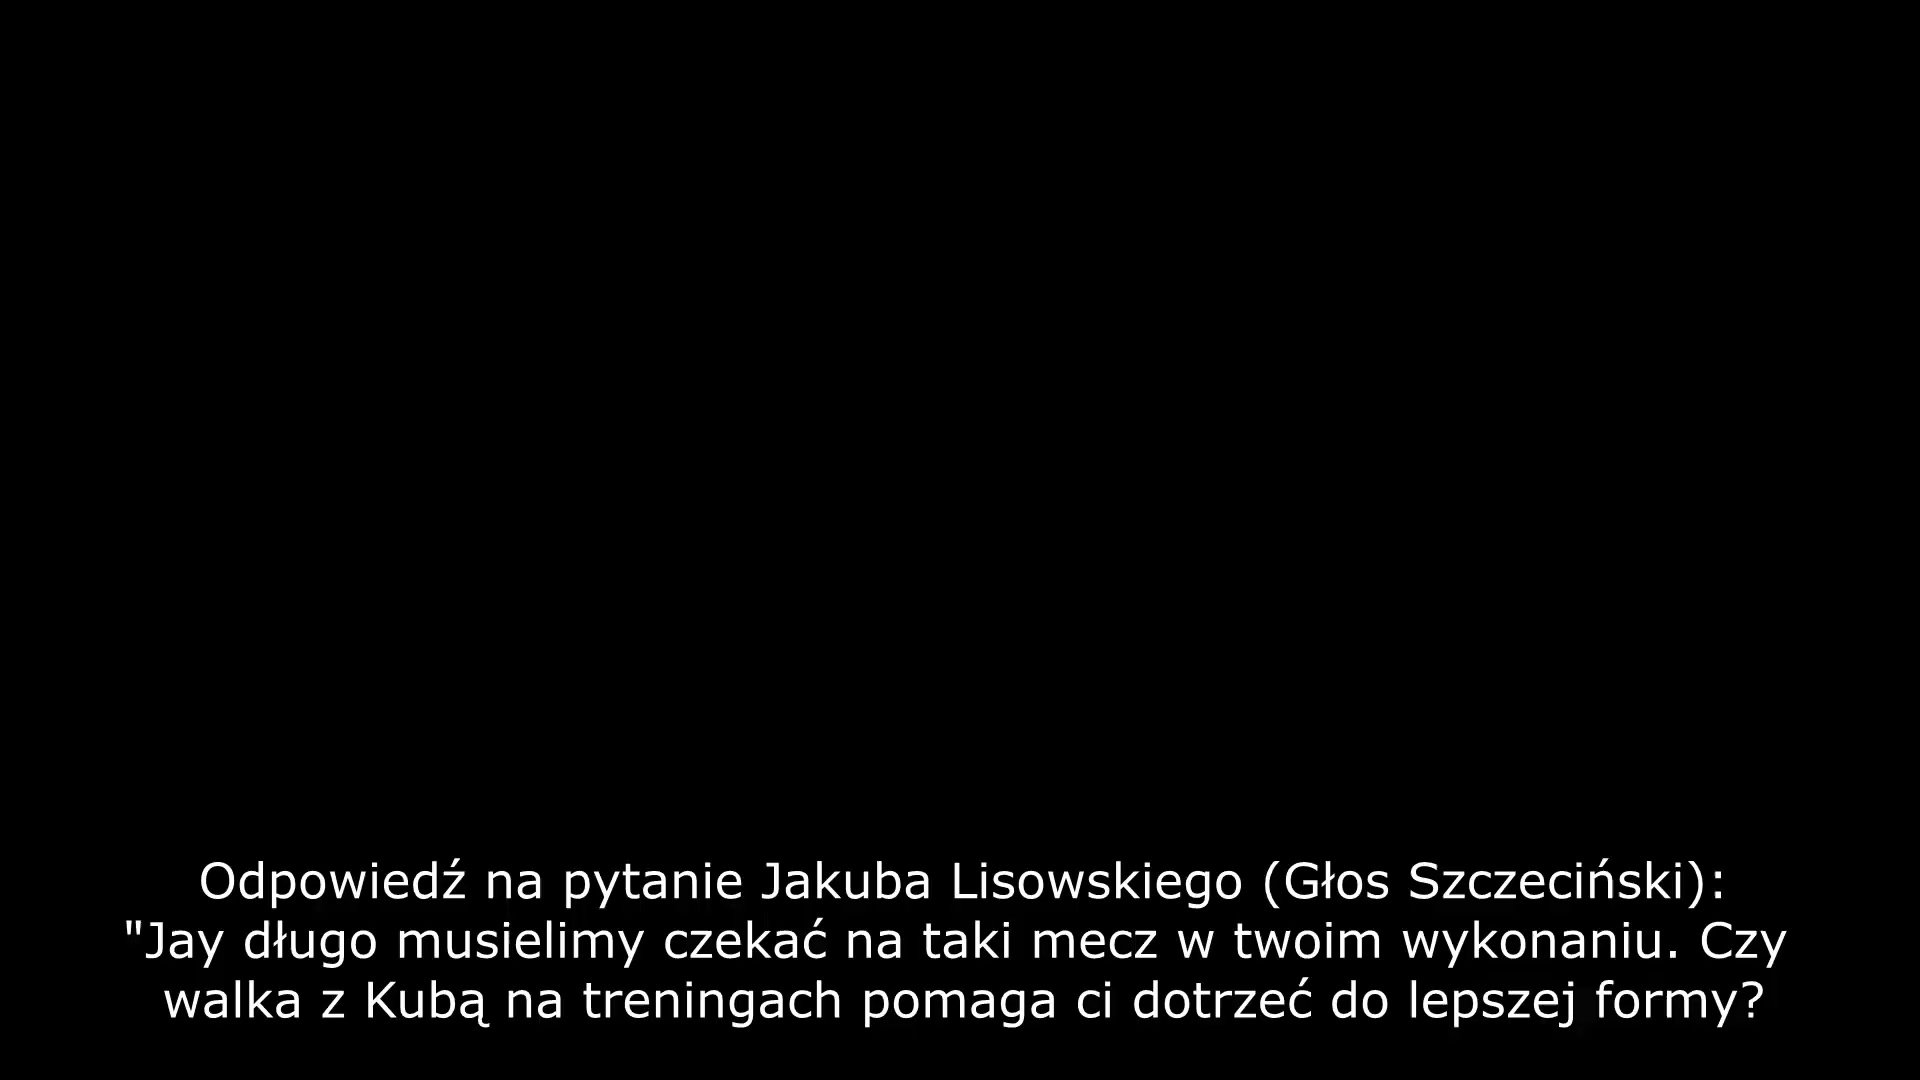 Odpowiedź na pytanie Jakuba Lisowskiego (Głos Szczeciński):
"Jay długo musielimy czekać na taki mecz w twoim wykonaniu. Czy
walka z Kubą na treningach pomaga ci dotrzeć do lepszej formy?